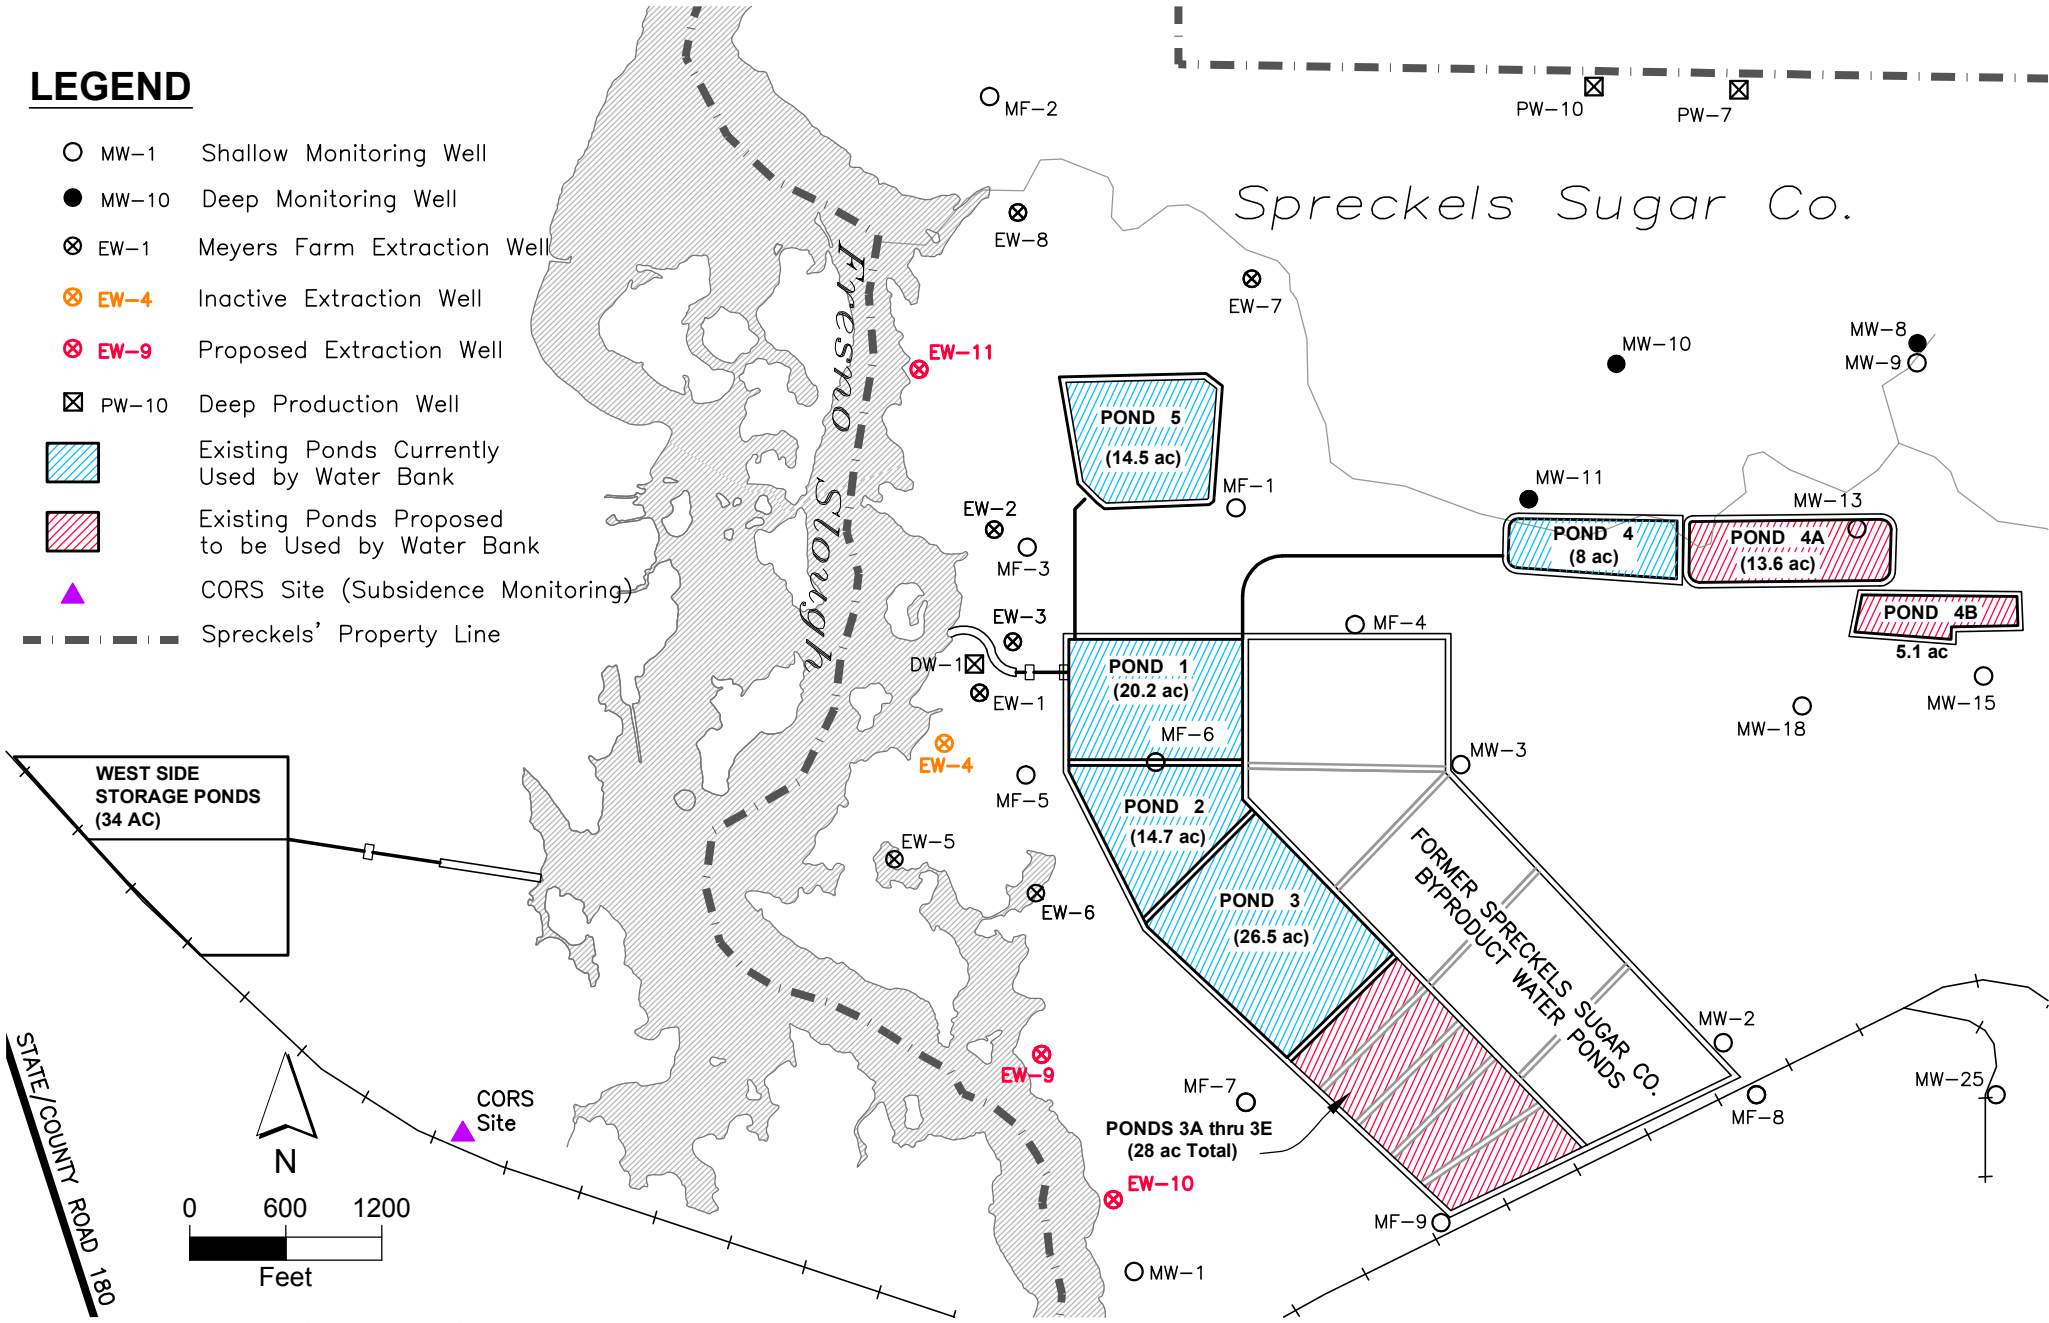 LEGEND
MW-1 Shallow Monitoring Well
MW-10 Deep Monitoring Well
EW-1 Meyers Farm Extraction Well
EW-4 Inactive Extraction Well
EW-9 Proposed Extraction Well
PW-10 Deep Production Well
Existing Ponds Currently
Used by Water Bank
Existing Ponds Proposed
to be Used by Water Bank
CORS Site (Subsidence Monitoring)
Spreckels' Property Line
MF-2
PW-10
PW-7
Spreckels Sugar Co.
EW-8
EW-7
Fresno Slough
EW-11
MW-10
MW-8
MW-9
POND 5
(14.5 ac)
MF-1
MW-11
MW-13
EW-2
MF-3
POND 4
(8 ac)
POND 4A
(13.6 ac)
POND 4B
5.1 ac
EW-3
MF-4
DW-1
EW-1
POND 1
(20.2 ac)
MW-15
MW-18
MF-6
MW-3
EW-4
MF-5
WEST SIDE
STORAGE PONDS
(34 AC)
POND 2
(14.7 ac)
EW-5
EW-6
POND 3
(26.5 ac)
FORMER SPRECKELS SUGAR CO.
BYPRODUCT WATER PONDS
MW-2
EW-9
MF-7
MF-8
MW-25
CORS
Site
PONDS 3A thru 3E
(28 ac Total)
EW-10
MF-9
MW-1
STATE/COUNTY ROAD 180
N
0 600 1200
Feet